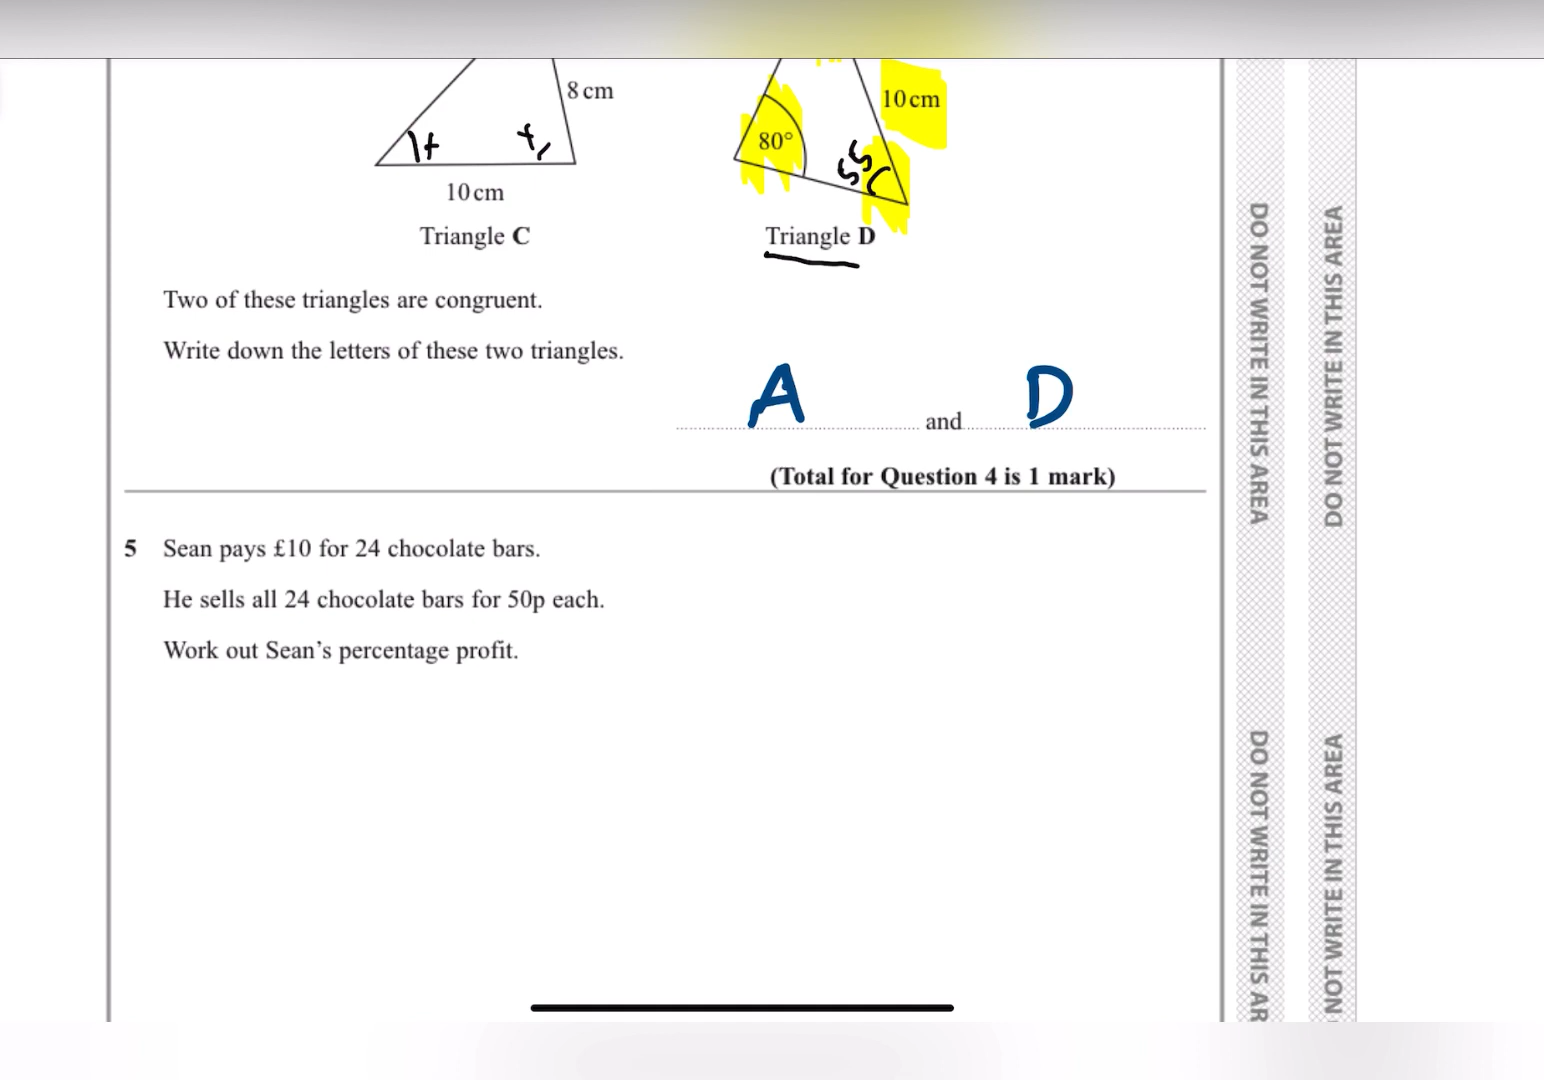 8 cm
10 cm
80°
55
10 cm
Triangle C
Triangle D
Two of these triangles are congruent.
Write down the letters of these two triangles.
A and D
(Total for Question 4 is 1 mark)
5 Sean pays £10 for 24 chocolate bars.
He sells all 24 chocolate bars for 50p each.
Work out Sean’s percentage profit.
DO NOT WRITE IN THIS AREA
DO NOT WRITE IN THIS AREA
DO NOT WRITE IN THIS AR
NOT WRITE IN THIS AREA